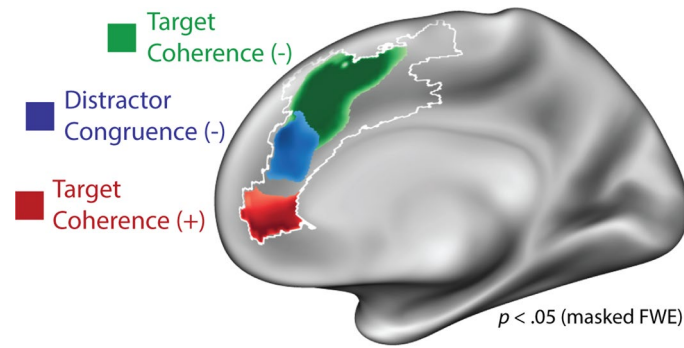 Target
Coherence (-)
Distractor
Congruence (-)
Target
Coherence (+)
p < .05 (masked FWE)